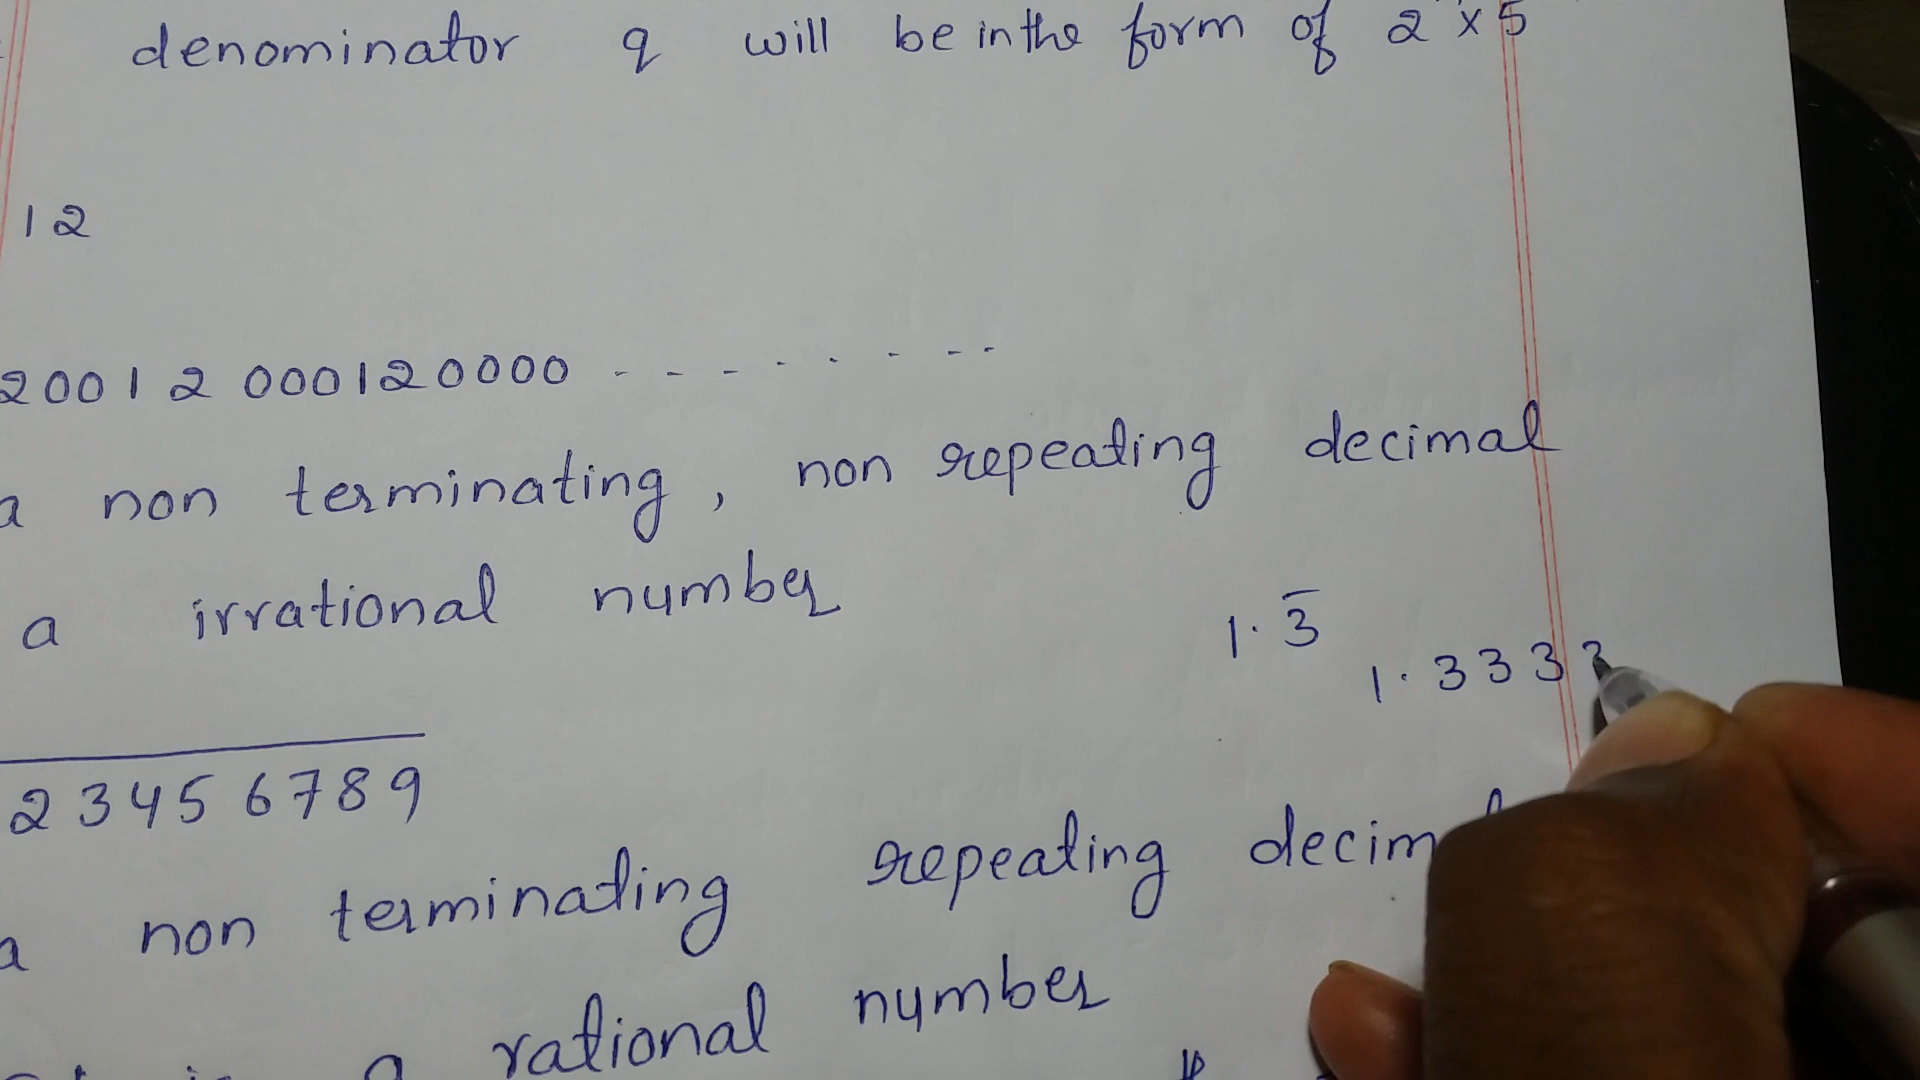 denominator q will be in the form of 2 × 5
12
20012000120000 - - - - - - - -
a non terminating, non repeating decimal
a irrational number
1.3̅
1.3333
23456789
a non terminating repeating decim
a rational number